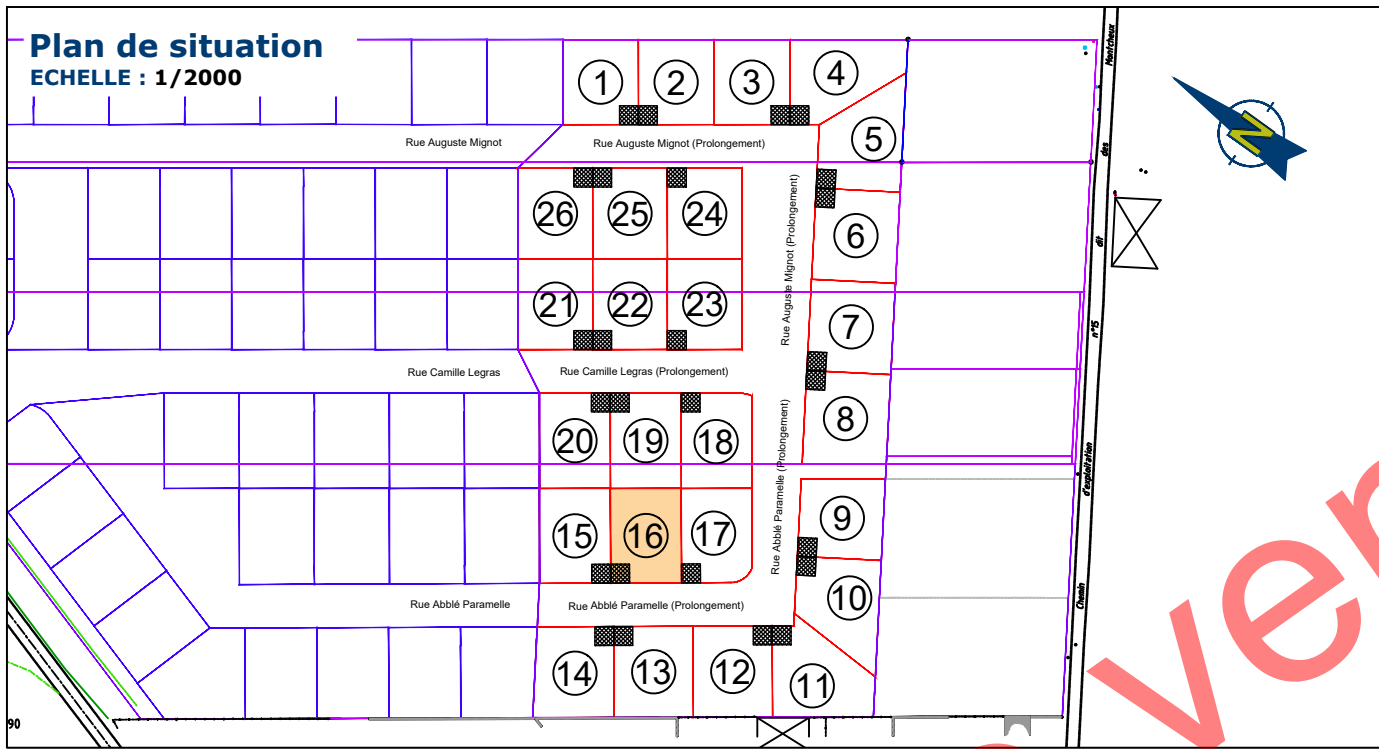 Plan de situation
ECHELLE : 1/2000
1
2
3
4
5
Rue Auguste Mignot
Rue Auguste Mignot (Prolongement)
N
26
25
24
6
Rue Auguste Mignot (Prolongement)
21
22
23
7
Rue Camille Legras
Rue Camille Legras (Prolongement)
8
20
19
18
Rue Abblé Paramelle (Prolongement)
15
16
17
9
10
Rue Abblé Paramelle
Rue Abblé Paramelle (Prolongement)
14
13
12
11
90
Chemin d'exploitation n°15 dit des Montcheux
ver